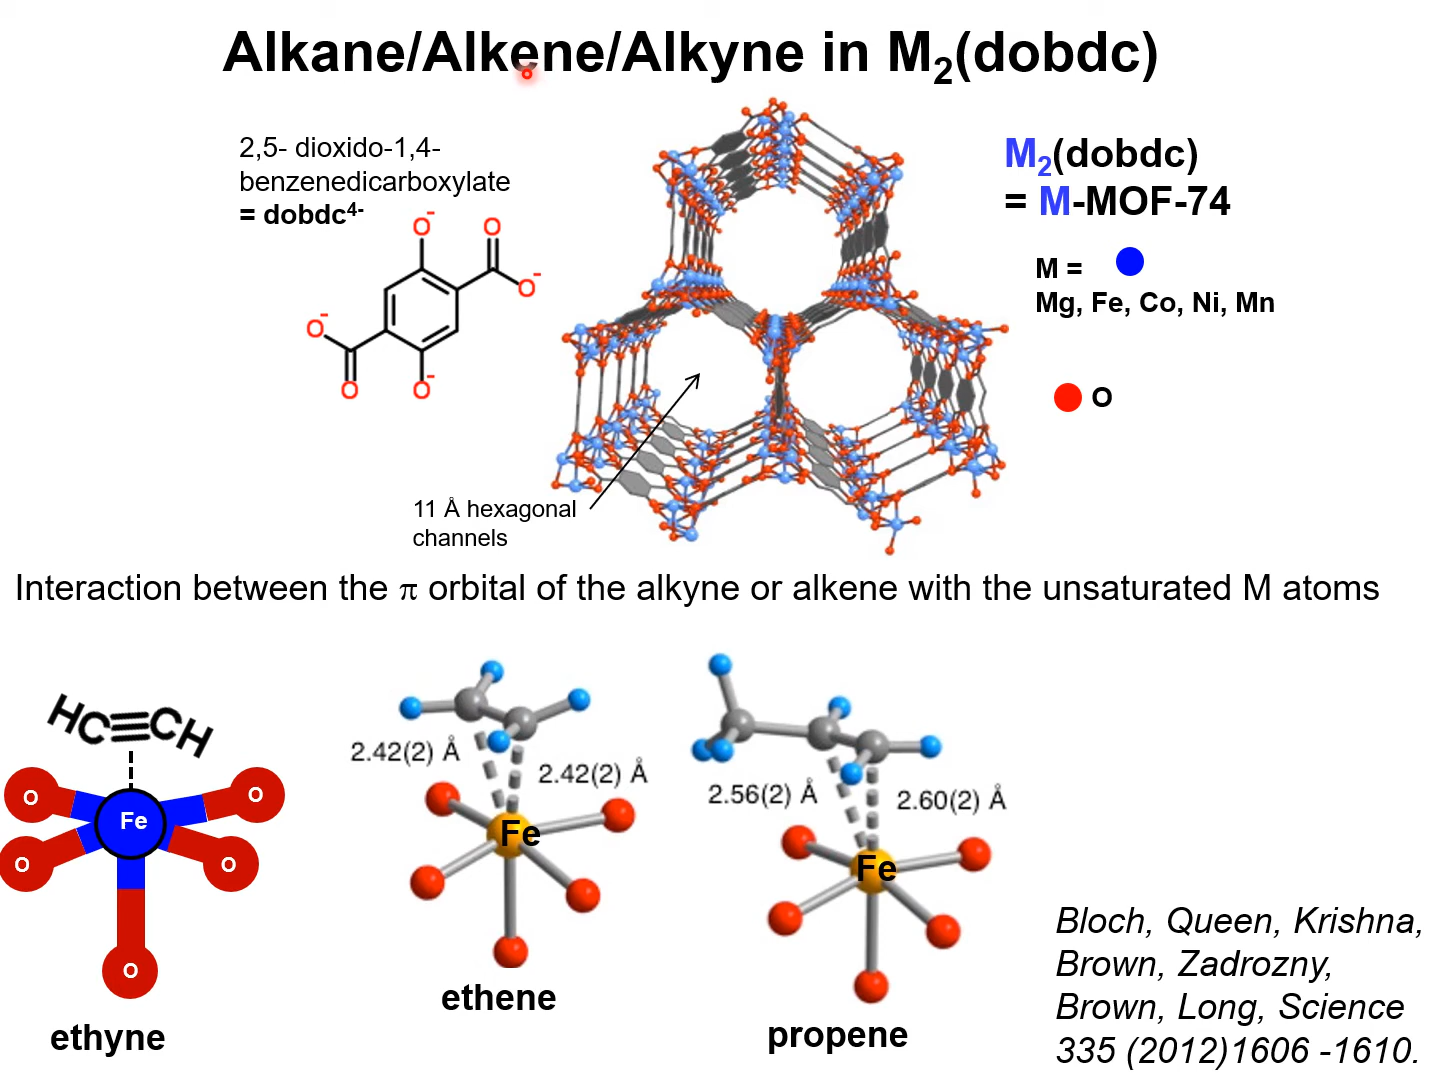 Alkane/Alkene/Alkyne in M2(dobdc)
2,5- dioxido-1,4-
benzenedicarboxylate
= dobdc4-
O-
O
O-
O-
O
O-
M2(dobdc)
= M-MOF-74
M =
Mg, Fe, Co, Ni, Mn
O
11 Å hexagonal
channels
Interaction between the π orbital of the alkyne or alkene with the unsaturated M atoms
HC≡CH
O
O
Fe
O
O
O
ethyne
2.42(2) Å
2.42(2) Å
Fe
ethene
2.56(2) Å
2.60(2) Å
Fe
propene
Bloch, Queen, Krishna,
Brown, Zadrozny,
Brown, Long, Science
335 (2012)1606 -1610.